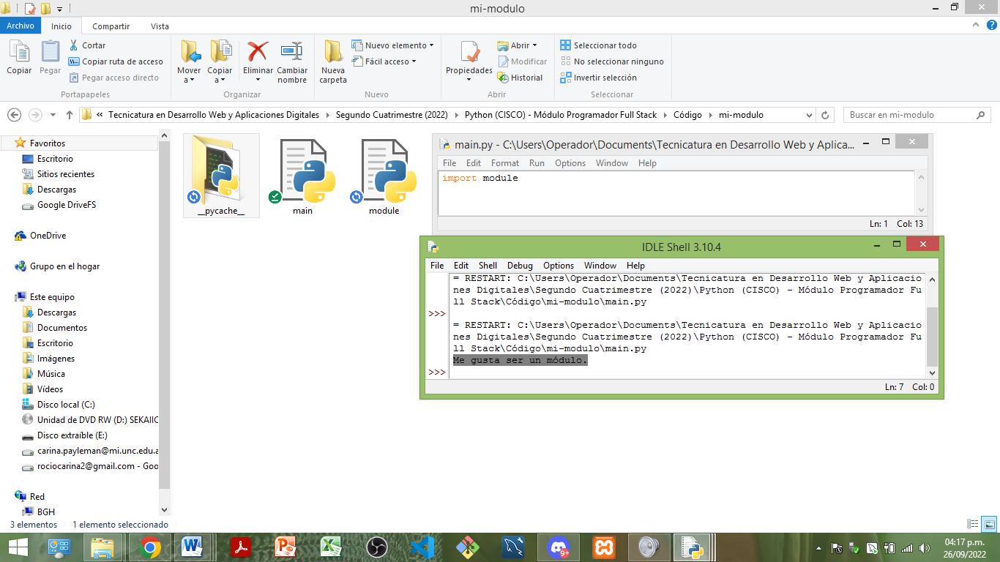 mi-modulo
Archivo Inicio Compartir Vista
Copiar
Pegar
Cortar
Copiar ruta de acceso
Pegar acceso directo
Portapapeles
Mover a
Copiar a
Eliminar
Cambiar nombre
Organizar
Nueva carpeta
Nuevo elemento
Fácil acceso
Nuevo
Propiedades
Abrir
Modificar
Historial
Abrir
Seleccionar todo
No seleccionar ninguno
Invertir selección
Seleccionar
« Tecnicatura en Desarrollo Web y Aplicaciones Digitales Segundo Cuatrimestre (2022) Python (CISCO) - Módulo Programador Full Stack Código mi-modulo
Buscar en mi-modulo
Favoritos
Escritorio
Sitios recientes
Descargas
Google DriveFS
OneDrive
Grupo en el hogar
Este equipo
Descargas
Documentos
Escritorio
Imágenes
Música
Vídeos
Disco local (C:)
Unidad de DVD RW (D:) SEKAIIC
Disco extraíble (E:)
carina.payleman@mi.unc.edu.a
rociocarina2@gmail.com - Goo
Red
BGH
__pycache__
main
module
main.py - C:\Users\Operador\Documents\Tecnicatura en Desarrollo Web y Aplica...
File Edit Format Run Options Window Help
import module
Ln: 1 Col: 13
IDLE Shell 3.10.4
File Edit Shell Debug Options Window Help
= RESTART: C:\Users\Operador\Documents\Tecnicatura en Desarrollo Web y Aplicacio
nes Digitales\Segundo Cuatrimestre (2022)\Python (CISCO) - Módulo Programador Fu
ll Stack\Código\mi-modulo\main.py
>>>
= RESTART: C:\Users\Operador\Documents\Tecnicatura en Desarrollo Web y Aplicacio
nes Digitales\Segundo Cuatrimestre (2022)\Python (CISCO) - Módulo Programador Fu
ll Stack\Código\mi-modulo\main.py
Me gusta ser un módulo.
>>>
Ln: 7 Col: 0
3 elementos 1 elemento seleccionado
9+
04:17 p.m.
26/09/2022